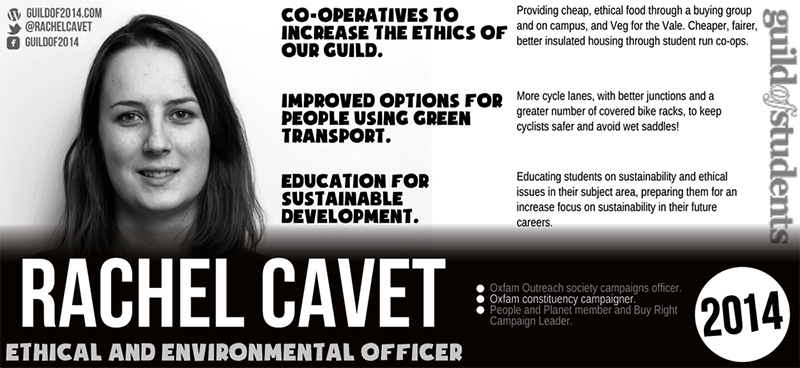 GUILDOF2014.COM
@RACHELCAVET
GUILDOF2014
CO-OPERATIVES TO
INCREASE THE ETHICS OF
OUR GUILD.
Providing cheap, ethical food through a buying group
and on campus, and Veg for the Vale. Cheaper, fairer,
better insulated housing through student run co-ops.
IMPROVED OPTIONS FOR
PEOPLE USING GREEN
TRANSPORT.
More cycle lanes, with better junctions and a
greater number of covered bike racks, to keep
cyclists safer and avoid wet saddles!
EDUCATION FOR
SUSTAINABLE
DEVELOPMENT.
Educating students on sustainability and ethical
issues in their subject area, preparing them for an
increase focus on sustainability in their future
careers.
guildofstudents
RACHEL CAVET
ETHICAL AND ENVIRONMENTAL OFFICER
Oxfam Outreach society campaigns officer.
Oxfam constituency campaigner.
People and Planet member and Buy Right
Campaign Leader.
2014